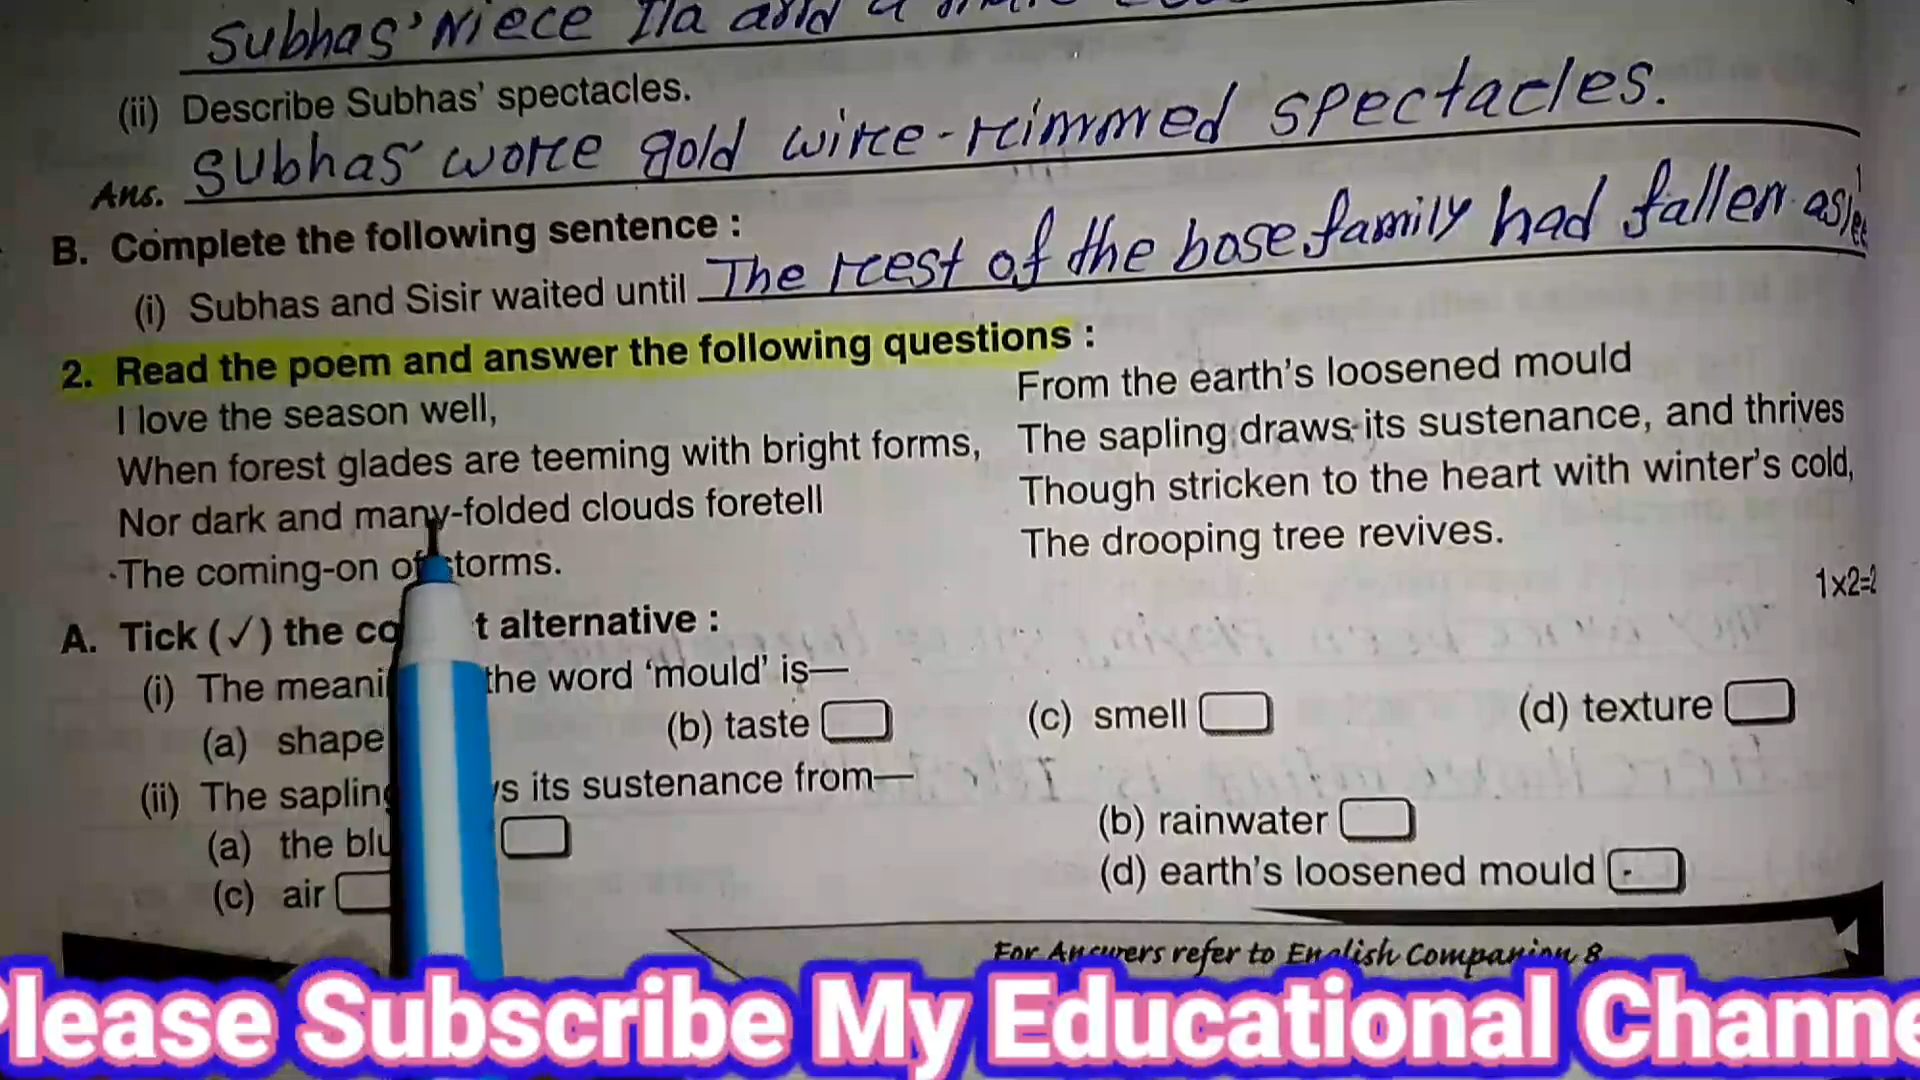 Subhas' Niece Ila and a
(ii) Describe Subhas' spectacles.
Ans. Subhas' wore gold wire-rimmed spectacles.
B. Complete the following sentence :
(i) Subhas and Sisir waited until The rest of the bose family had fallen aslee
2. Read the poem and answer the following questions :
I love the season well,
When forest glades are teeming with bright forms,
Nor dark and many-folded clouds foretell
The coming-on of storms.
From the earth's loosened mould
The sapling draws its sustenance, and thrives
Though stricken to the heart with winter's cold,
The drooping tree revives.
1×2=2
A. Tick (✓) the co t alternative :
(i) The meani the word 'mould' is—
(a) shape (b) taste (c) smell (d) texture
(ii) The sapling s its sustenance from—
(a) the blu (b) rainwater
(c) air (d) earth's loosened mould
For Answers refer to English Companion 8
lease Subscribe My Educational Channe